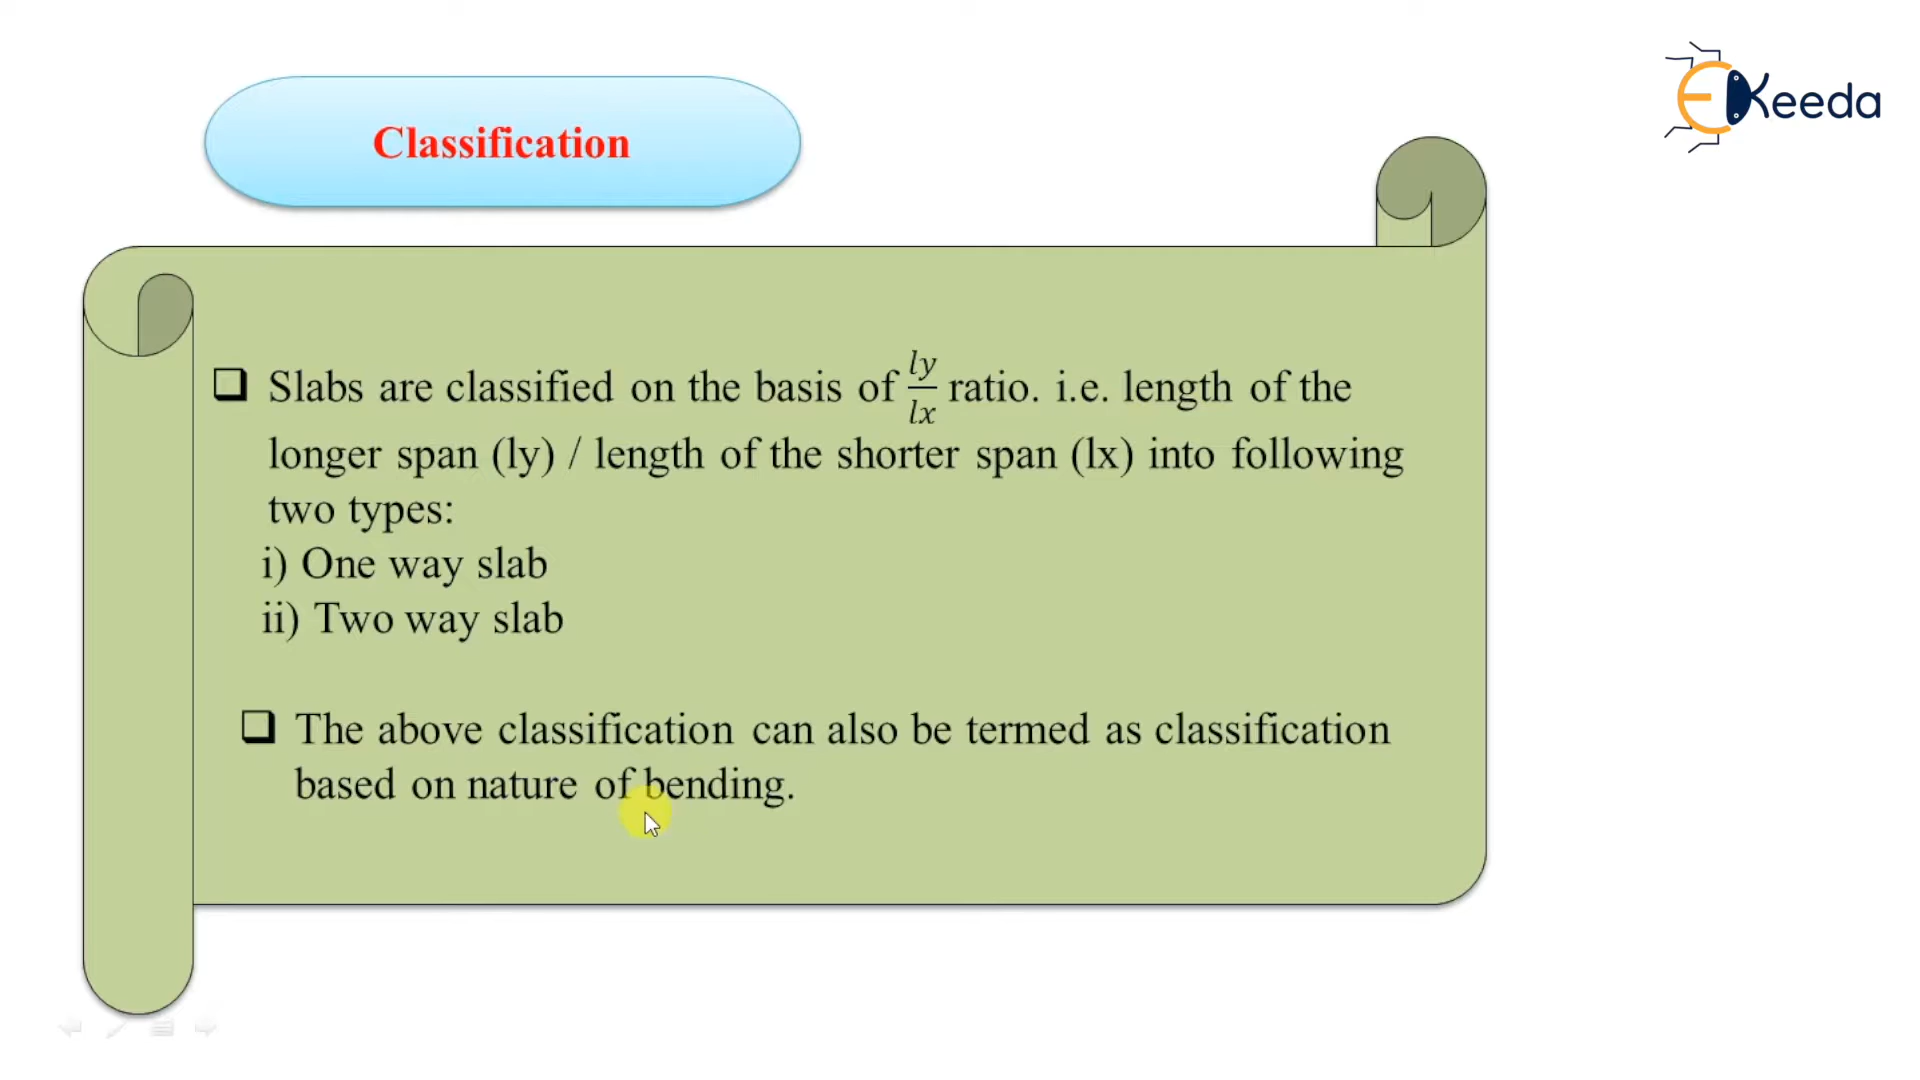 EKeeda
Classification
Slabs are classified on the basis of ly/lx ratio. i.e. length of the
longer span (ly) / length of the shorter span (lx) into following
two types:
i) One way slab
ii) Two way slab
The above classification can also be termed as classification
based on nature of bending.